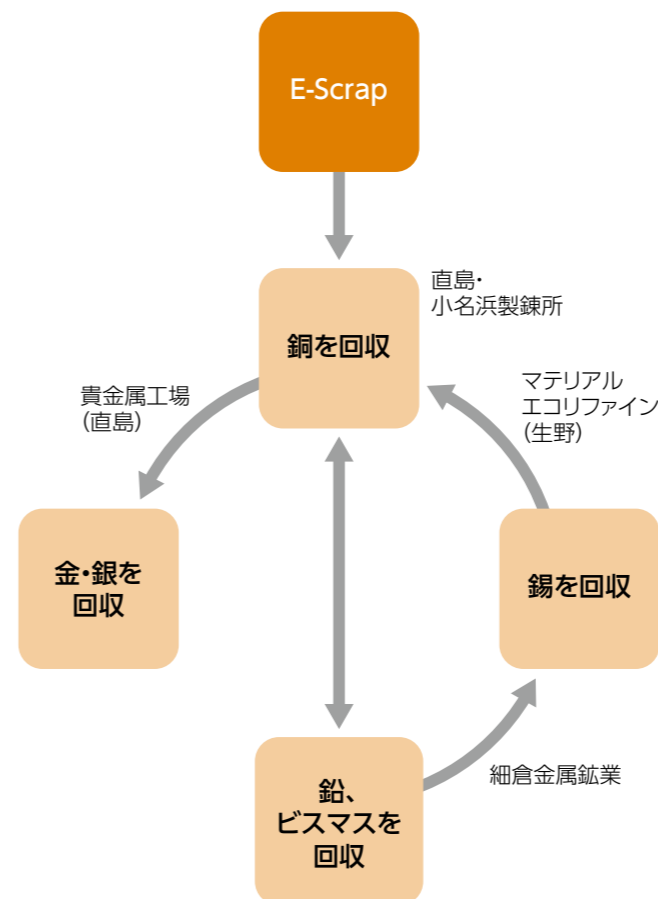 E-Scrap
直島・
小名浜製錬所
銅を回収
マテリアル
エコリファイン
(生野)
貴金属工場
(直島)
金・銀を
回収
錫を回収
鉛、
ビスマスを
回収
細倉金属鉱業